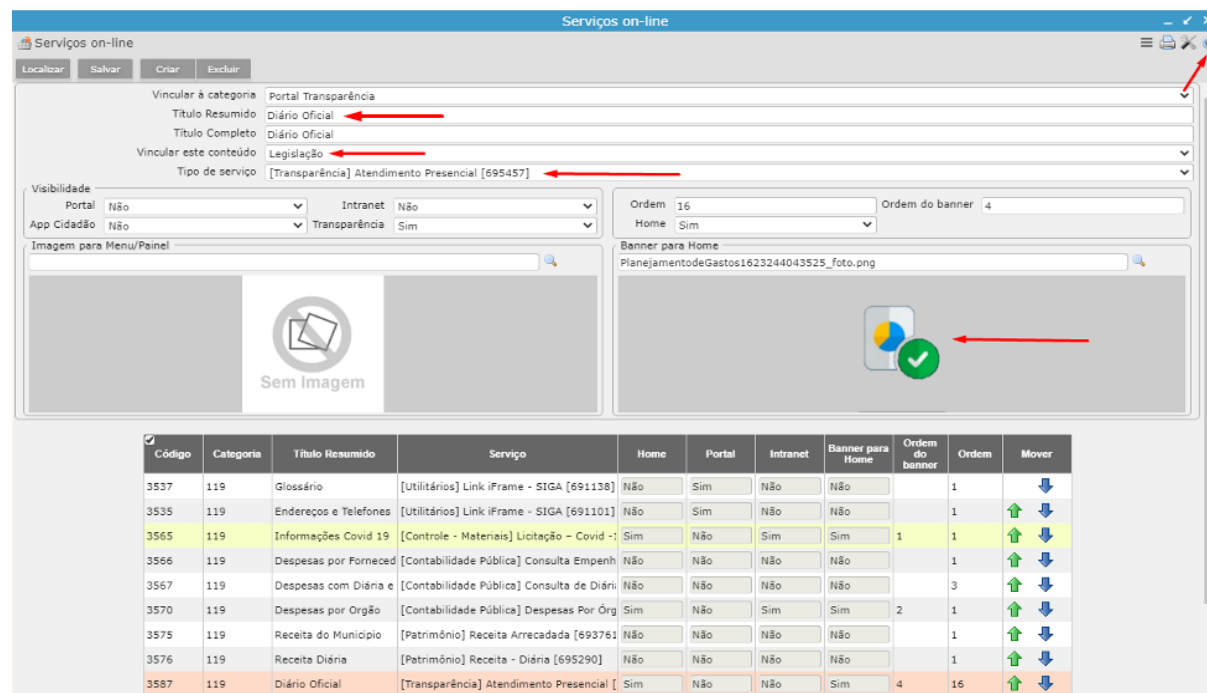 Serviços on-line
Serviços on-line
Localizar Salvar Criar Excluir
Vincular à categoria Portal Transparência
Título Resumido Diário Oficial
Título Completo Diário Oficial
Vincular este conteúdo Legislação
Tipo de serviço [Transparência] Atendimento Presencial [695457]
Visibilidade
Portal Não Intranet Não Ordem 16 Ordem do banner 4
App Cidadão Não Transparência Sim Home Sim
Imagem para Menu/Painel Banner para Home
PlanejamentodeGastos1623244043525_foto.png
Sem Imagem
Código Categoria Título Resumido Serviço Home Portal Intranet Banner para Home Ordem do banner Ordem Mover
3537 119 Glossário [Utilitários] Link iFrame - SIGA [691138] Não Sim Não Não 1
3535 119 Endereços e Telefones [Utilitários] Link iFrame - SIGA [691101] Não Sim Não Não 1
3565 119 Informações Covid 19 [Controle - Materiais] Licitação – Covid -1 Sim Não Sim Sim 1 1
3566 119 Despesas por Forneced [Contabilidade Pública] Consulta Empenh Não Não Não Não 1
3567 119 Despesas com Diária e [Contabilidade Pública] Consulta de Diári Não Não Não Não 3
3570 119 Despesas por Orgão [Contabilidade Pública] Despesas Por Órg Sim Não Sim Sim 2 1
3575 119 Receita do Municipio [Patrimônio] Receita Arrecadada [693761 Não Não Não Não 1
3576 119 Receita Diária [Patrimônio] Receita - Diária [695290] Não Não Não Não 1
3587 119 Diário Oficial [Transparência] Atendimento Presencial [ Sim Não Não Sim 4 16